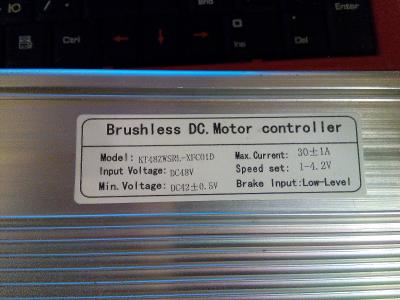 Enter
Ctrl
Ins
Del
Brushless DC.Motor controller
Model: KT48ZWSRL-XFC01D
Max.Current: 30±1A
Input Voltage: DC48V
Speed set: 1-4.2V
Min.Voltage: DC42±0.5V
Brake Input:Low-Level